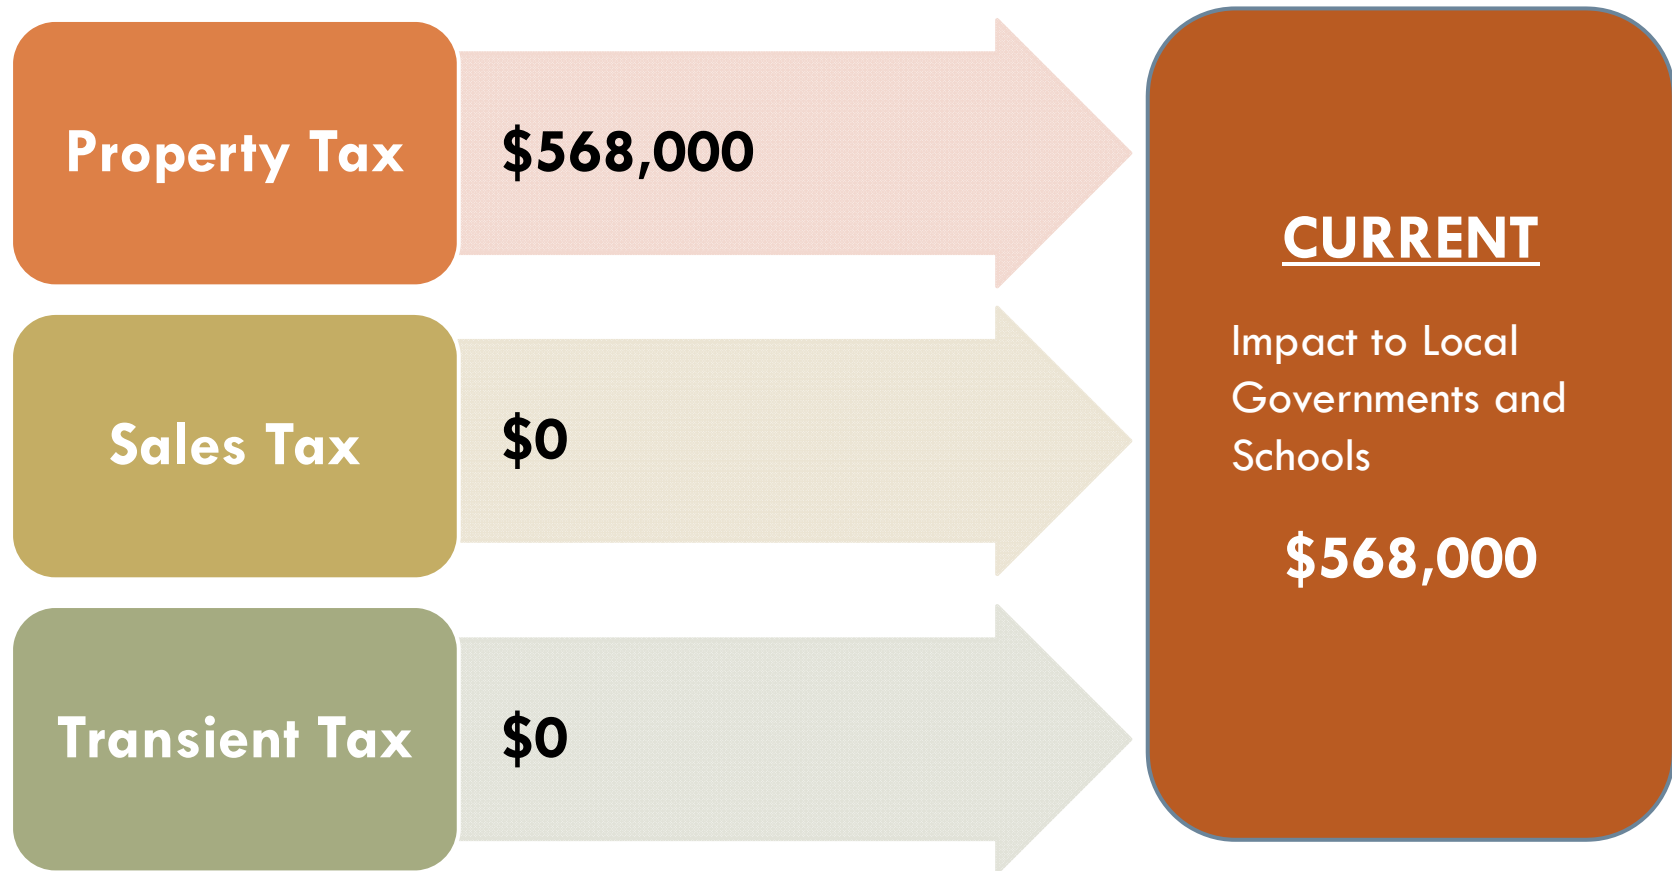 Property Tax
$568,000
Sales Tax
$0
Transient Tax
$0
CURRENT
Impact to Local
Governments and
Schools
$568,000